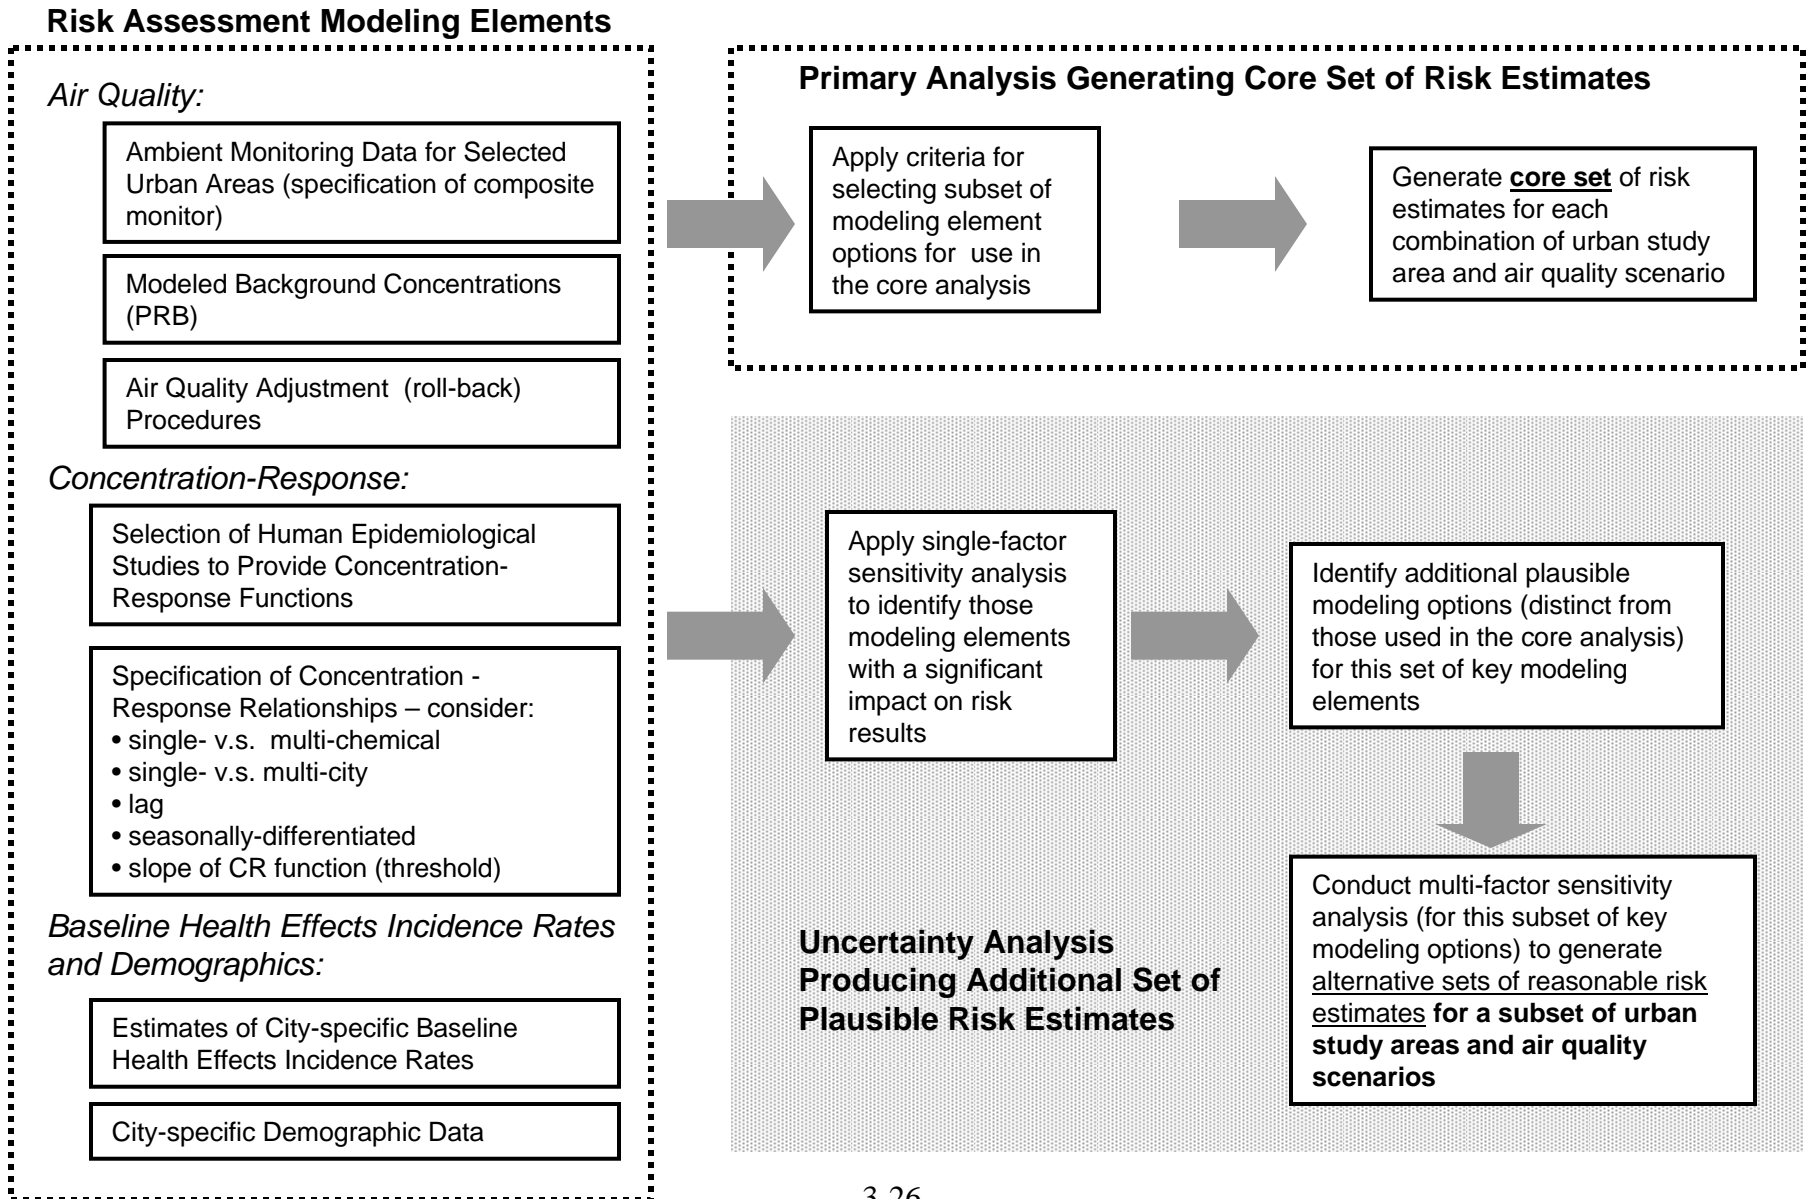 Risk Assessment Modeling Elements
Air Quality:
Ambient Monitoring Data for Selected
Urban Areas (specification of composite
monitor)
Modeled Background Concentrations
(PRB)
Air Quality Adjustment (roll-back)
Procedures
Concentration-Response:
Selection of Human Epidemiological
Studies to Provide Concentration-
Response Functions
Specification of Concentration -
Response Relationships – consider:
• single- v.s. multi-chemical
• single- v.s. multi-city
• lag
• seasonally-differentiated
• slope of CR function (threshold)
Baseline Health Effects Incidence Rates
and Demographics:
Estimates of City-specific Baseline
Health Effects Incidence Rates
City-specific Demographic Data
Primary Analysis Generating Core Set of Risk Estimates
Apply criteria for
selecting subset of
modeling element
options for use in
the core analysis
Generate core set of risk
estimates for each
combination of urban study
area and air quality scenario
Apply single-factor
sensitivity analysis
to identify those
modeling elements
with a significant
impact on risk
results
Identify additional plausible
modeling options (distinct from
those used in the core analysis)
for this set of key modeling
elements
Conduct multi-factor sensitivity
analysis (for this subset of key
modeling options) to generate
alternative sets of reasonable risk
estimates for a subset of urban
study areas and air quality
scenarios
Uncertainty Analysis
Producing Additional Set of
Plausible Risk Estimates
3-26